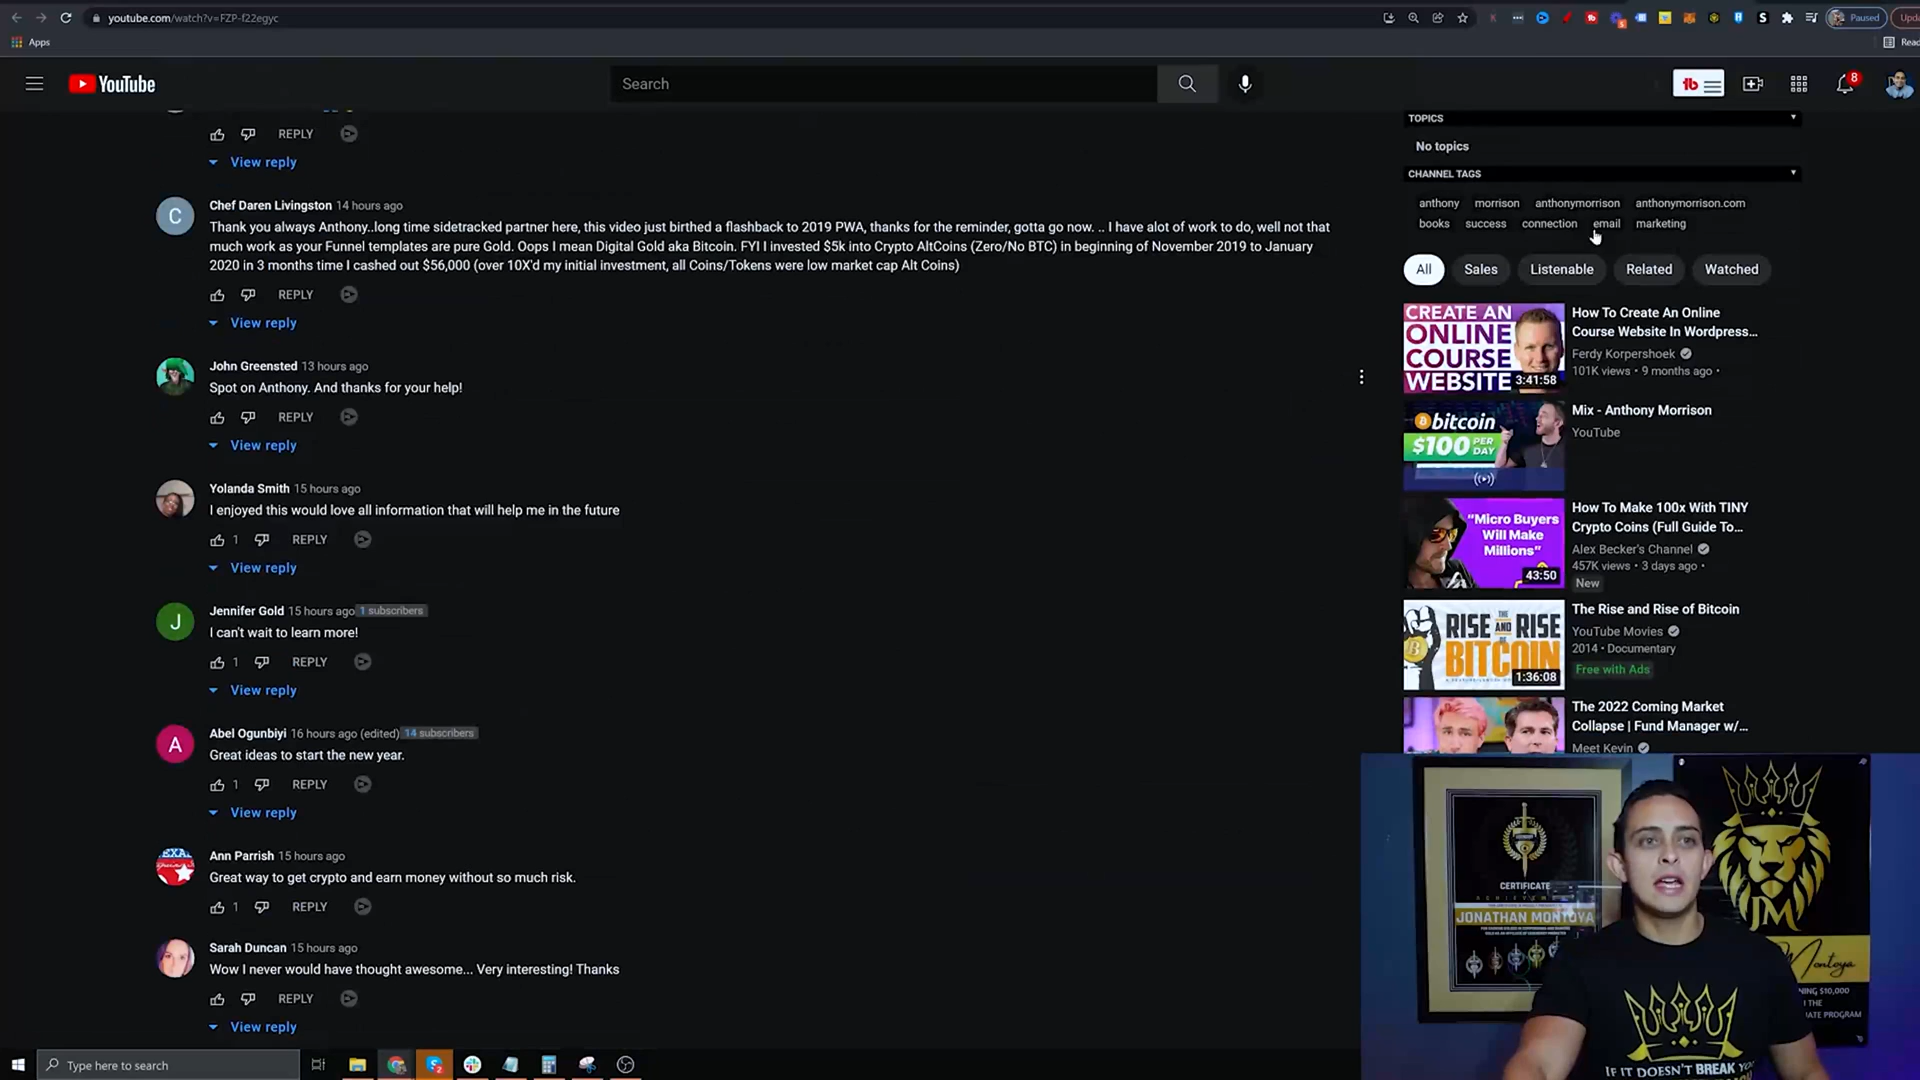 youtube.com/watch?v=FZP-f22egyc
Paused
Apps
YouTube
Search
8
REPLY
View reply
Chef Daren Livingston 14 hours ago
Thank you always Anthony..long time sidetracked partner here, this video just birthed a flashback to 2019 PWA, thanks for the reminder, gotta go now. .. I have alot of work to do, well not that
much work as your Funnel templates are pure Gold. Oops I mean Digital Gold aka Bitcoin. FYI I invested $5k into Crypto AltCoins (Zero/No BTC) in beginning of November 2019 to January
2020 in 3 months time I cashed out $56,000 (over 10X'd my initial investment, all Coins/Tokens were low market cap Alt Coins)
REPLY
View reply
John Greensted 13 hours ago
Spot on Anthony. And thanks for your help!
REPLY
View reply
Yolanda Smith 15 hours ago
I enjoyed this would love all information that will help me in the future
1 REPLY
View reply
Jennifer Gold 15 hours ago 1 subscribers
I can't wait to learn more!
1 REPLY
View reply
Abel Ogunbiyi 16 hours ago (edited) 14 subscribers
Great ideas to start the new year.
1 REPLY
View reply
Ann Parrish 15 hours ago
Great way to get crypto and earn money without so much risk.
1 REPLY
Sarah Duncan 15 hours ago
Wow I never would have thought awesome... Very interesting! Thanks
REPLY
View reply
TOPICS
No topics
CHANNEL TAGS
anthony morrison anthonymorrison anthonymorrison.com
books success connection email marketing
All Sales Listenable Related Watched
CREATE AN
ONLINE
COURSE
WEBSITE
3:41:58
How To Create An Online
Course Website In Wordpress...
Ferdy Korpershoek
101K views • 9 months ago •
bitcoin
$100 PER
DAY
Mix - Anthony Morrison
YouTube
"Micro Buyers
Will Make
Millions"
43:50
How To Make 100x With TINY
Crypto Coins (Full Guide To...
Alex Becker's Channel
457K views • 3 days ago •
New
RISE AND THE RISE
OF
BITCOIN
1:36:08
The Rise and Rise of Bitcoin
YouTube Movies
2014 • Documentary
Free with Ads
The 2022 Coming Market
Collapse | Fund Manager w/...
Meet Kevin
CERTIFICATE
JONATHAN MONTOYA
JM
Montoya
IF IT DOESN'T BREAK
Type here to search